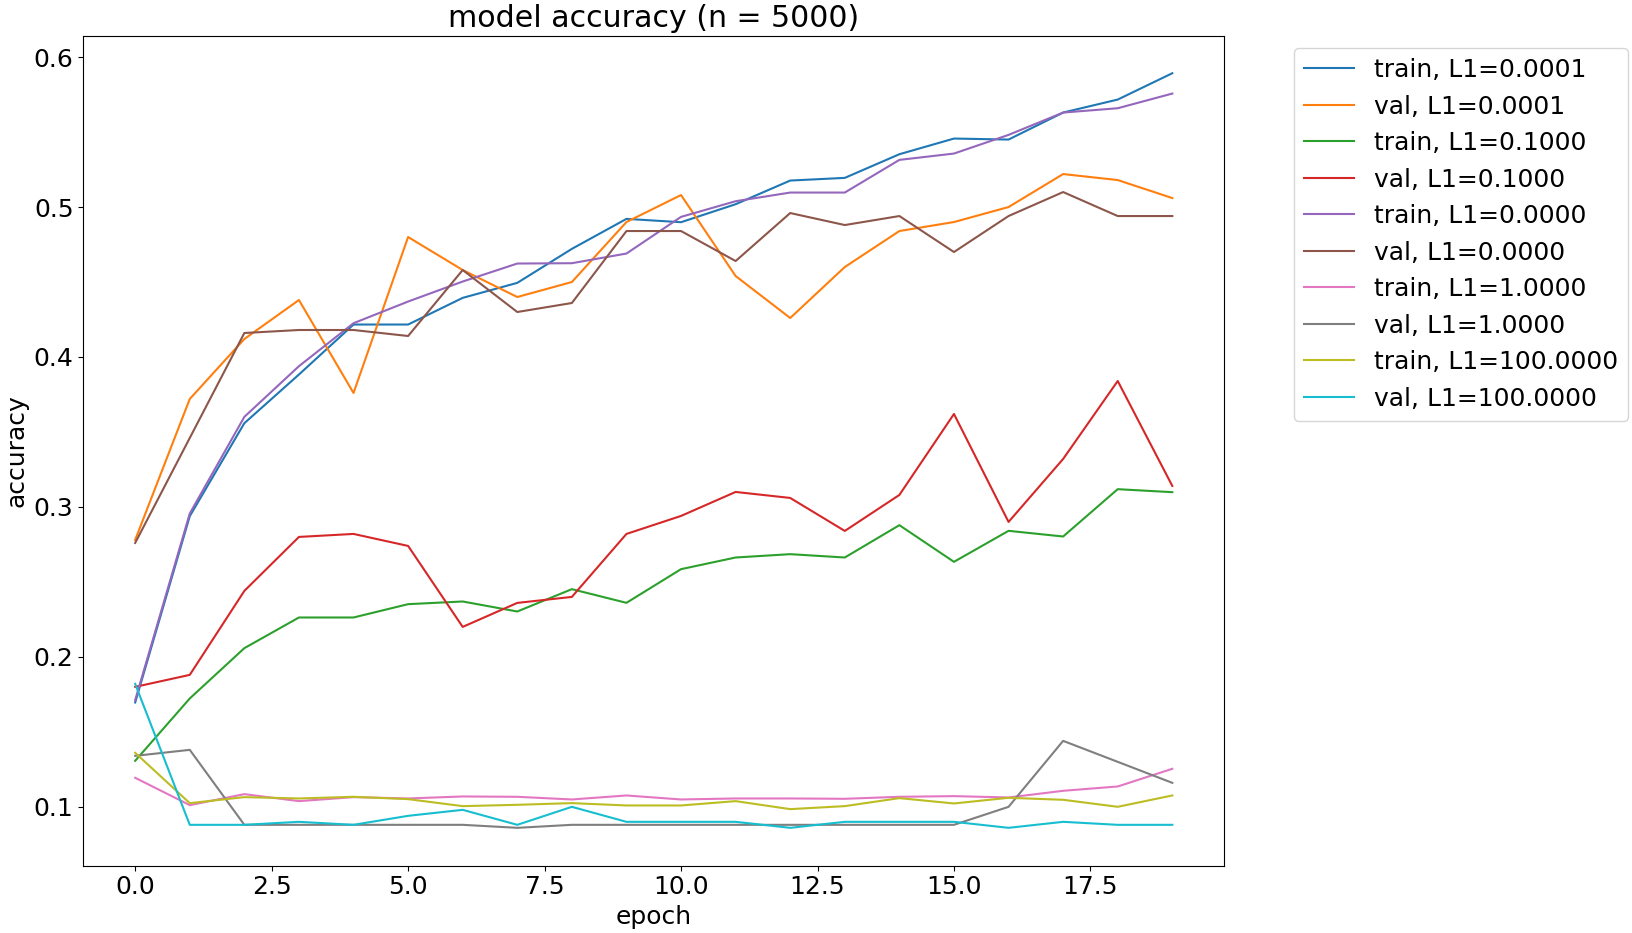 model accuracy (n = 5000)
0.6
0.5
0.4
0.3
0.2
0.1
accuracy
0.0 2.5 5.0 7.5 10.0 12.5 15.0 17.5
epoch
train, L1=0.0001
val, L1=0.0001
train, L1=0.1000
val, L1=0.1000
train, L1=0.0000
val, L1=0.0000
train, L1=1.0000
val, L1=1.0000
train, L1=100.0000
val, L1=100.0000